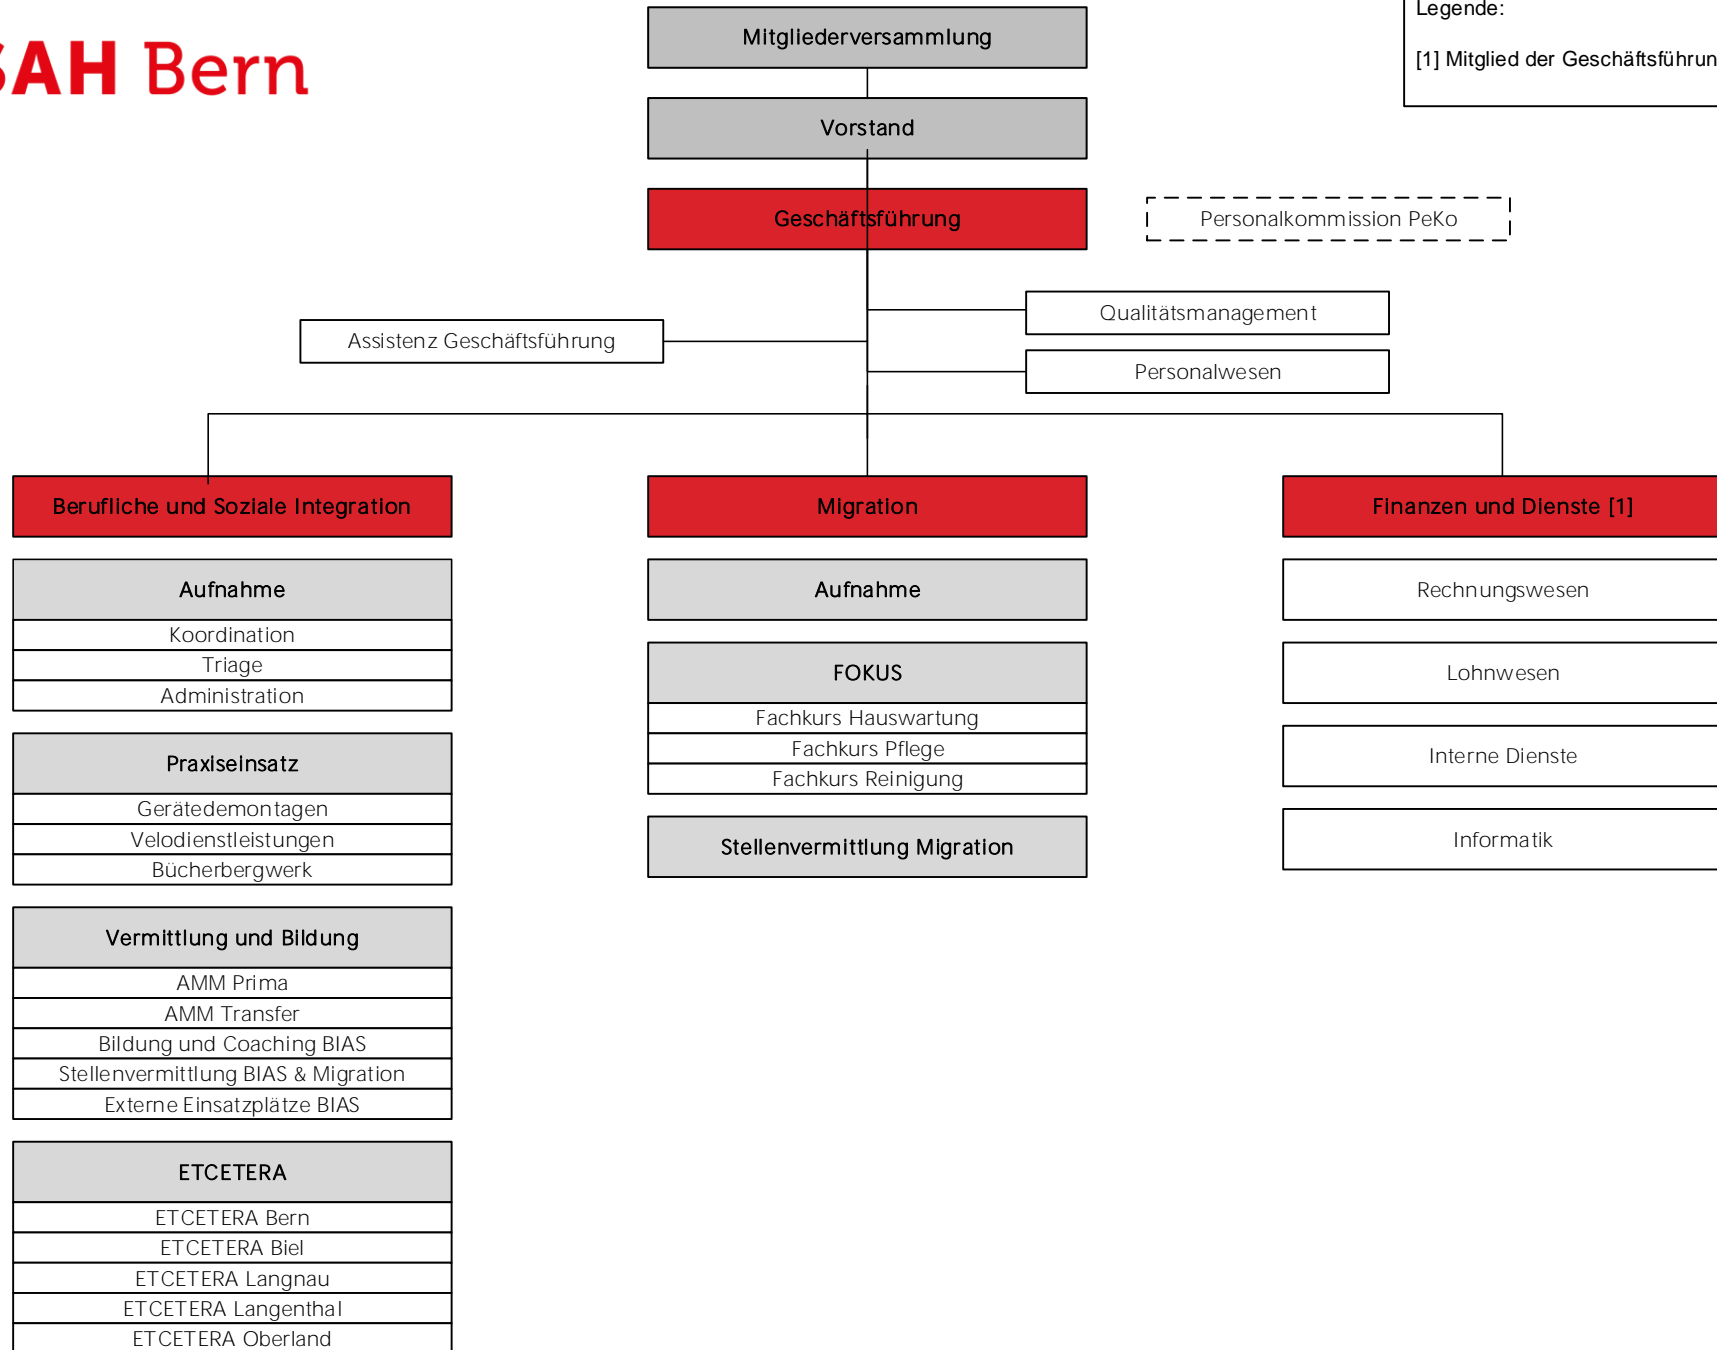 SAH Bern
Mitgliederversammlung
Legende:
[1] Mitglied der
Vorstand
Geschäftsführung
Personalkommission PeKo
Qualitätsmanagement
Assistenz Geschäftsführung
Personalwesen
Berufliche und Soziale Integration
Aufnahme
Koordination
Triage
Administration
Praxiseinsatz
Gerätedemontagen
Velodienstleistungen
Bücherbergwerk
Vermittlung und Bildung
AMM Prima
AMM Transfer
Bildung und Coaching BIAS
Stellenvermittlung BIAS & Migration
Externe Einsatzplätze BIAS
ETCETERA
ETCETERA Bern
ETCETERA Biel
ETCETERA Langnau
ETCETERA Langenthal
ETCETERA Oberland
Migration
Aufnahme
FOKUS
Fachkurs Hauswartung
Fachkurs Pflege
Fachkurs Reinigung
Stellenvermittlung Migration
Finanzen und Dienste [1]
Rechnungswesen
Lohnwesen
Interne Dienste
Informatik